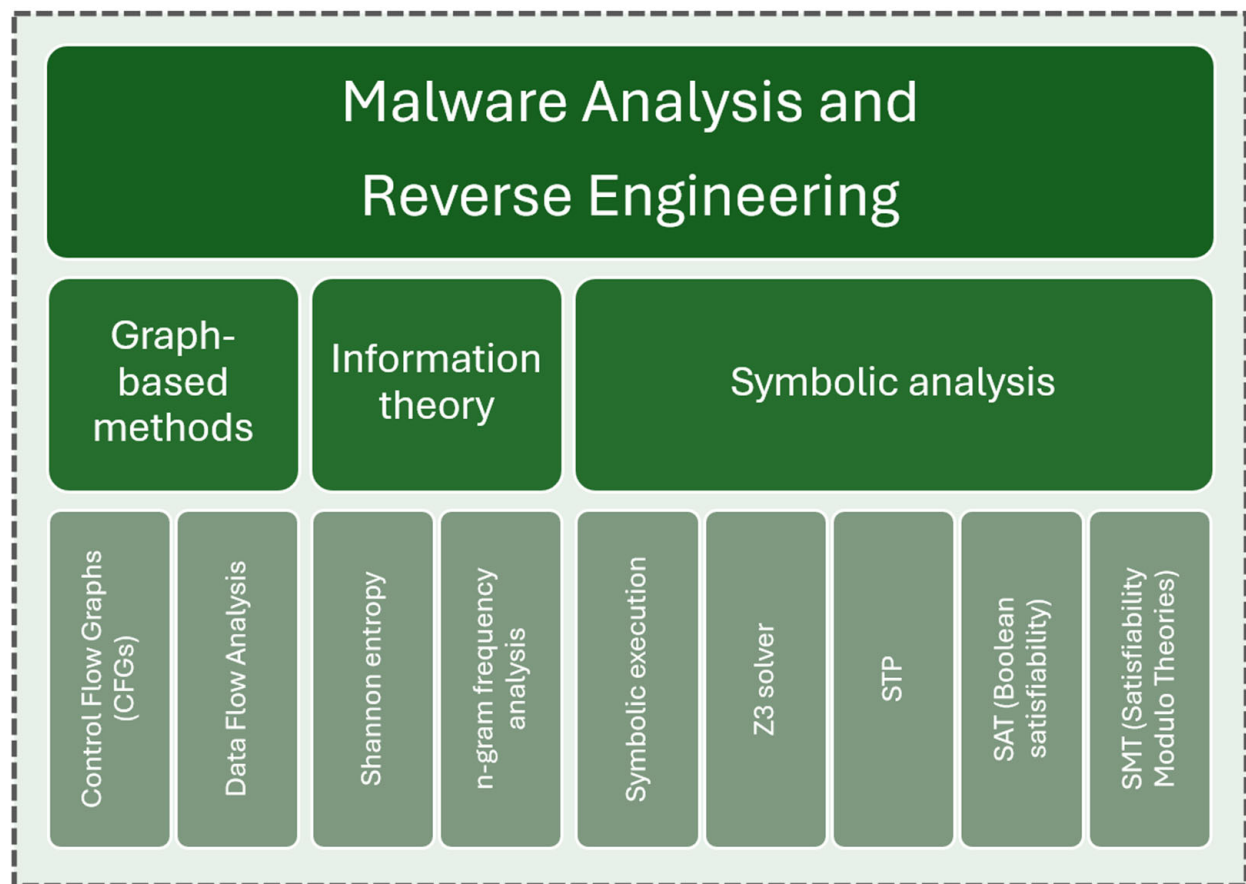 Malware Analysis and
Reverse Engineering
Graph-
based
methods
Information
theory
Symbolic analysis
Control Flow Graphs
(CFGs)
Data Flow Analysis
Shannon entropy
n-gram frequency
analysis
Symbolic execution
Z3 solver
STP
SAT (Boolean
satisfiability)
SMT (Satisfiability
Modulo Theories)